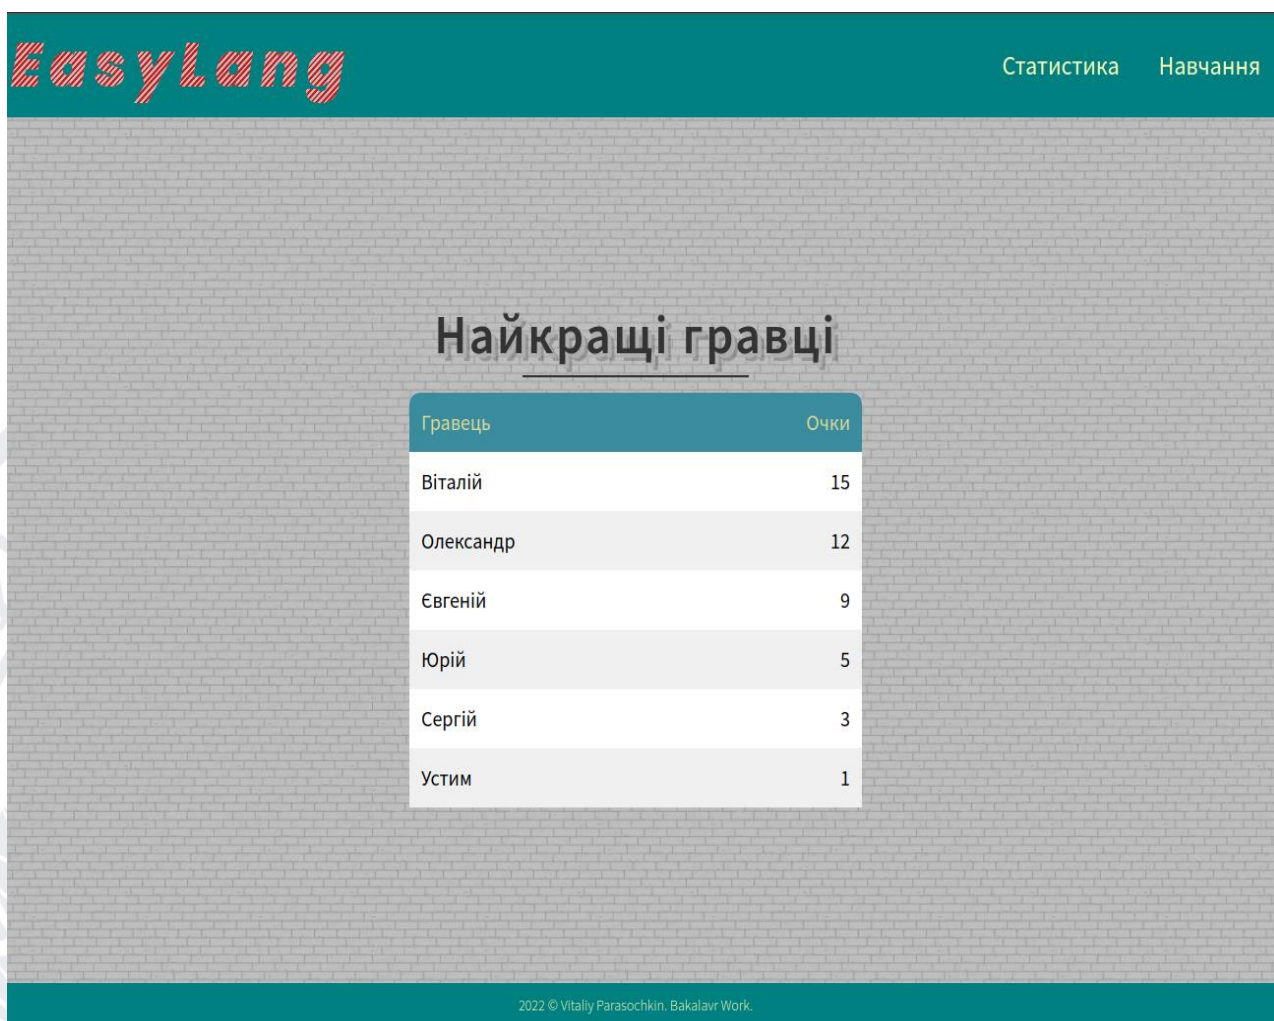 EasyLang
Статистика Навчання
Найкращі гравці
Гравець Очки
Віталій 15
Олександр 12
Євгеній 9
Юрій 5
Сергій 3
Устим 1
2022 © Vitaliy Parasochkin. Bakalavr Work.